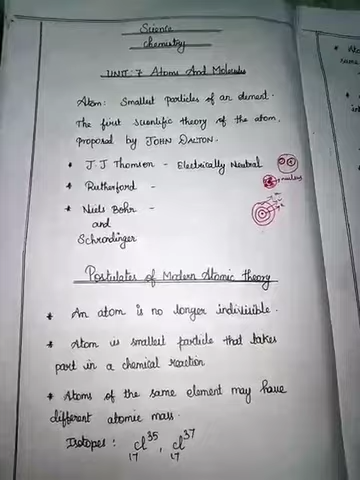 Science
Chemistry
UNIT: 7 Atoms And Molecules
Atom: Smallest particles of an element.
The first scientific theory of the atom.
proposal by JOHN DALTON.
* J.J Thomson - Electrically Neutral
* Rutherford - nucleus
* Niels Bohr -
and
Schrodinger
Postulates of Modern Atomic theory
* An atom is no longer indivisible.
* Atom is smallest particle that takes
part in a chemical reaction
* Atoms of the same element may have
different atomic mass.
Isotopes: 17Cl35, 17Cl37